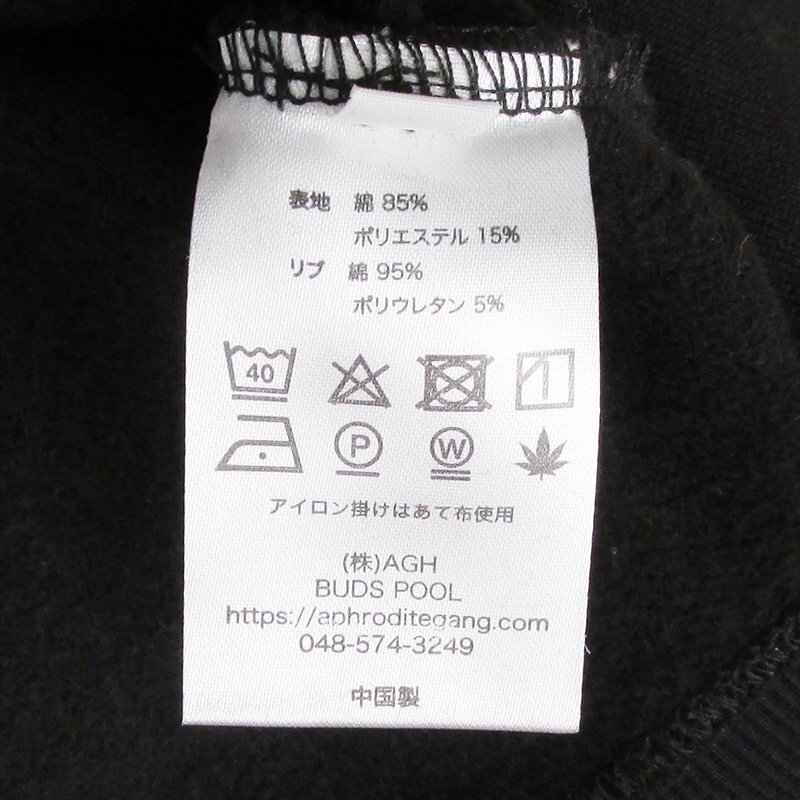 表地 綿 85%
ポリエステル 15%
リブ 綿 95%
ポリウレタン 5%
40
P W
アイロン掛けはあて布使用
(株)AGH
BUDS POOL
https://aphroditegang.com
048-574-3249
中国製